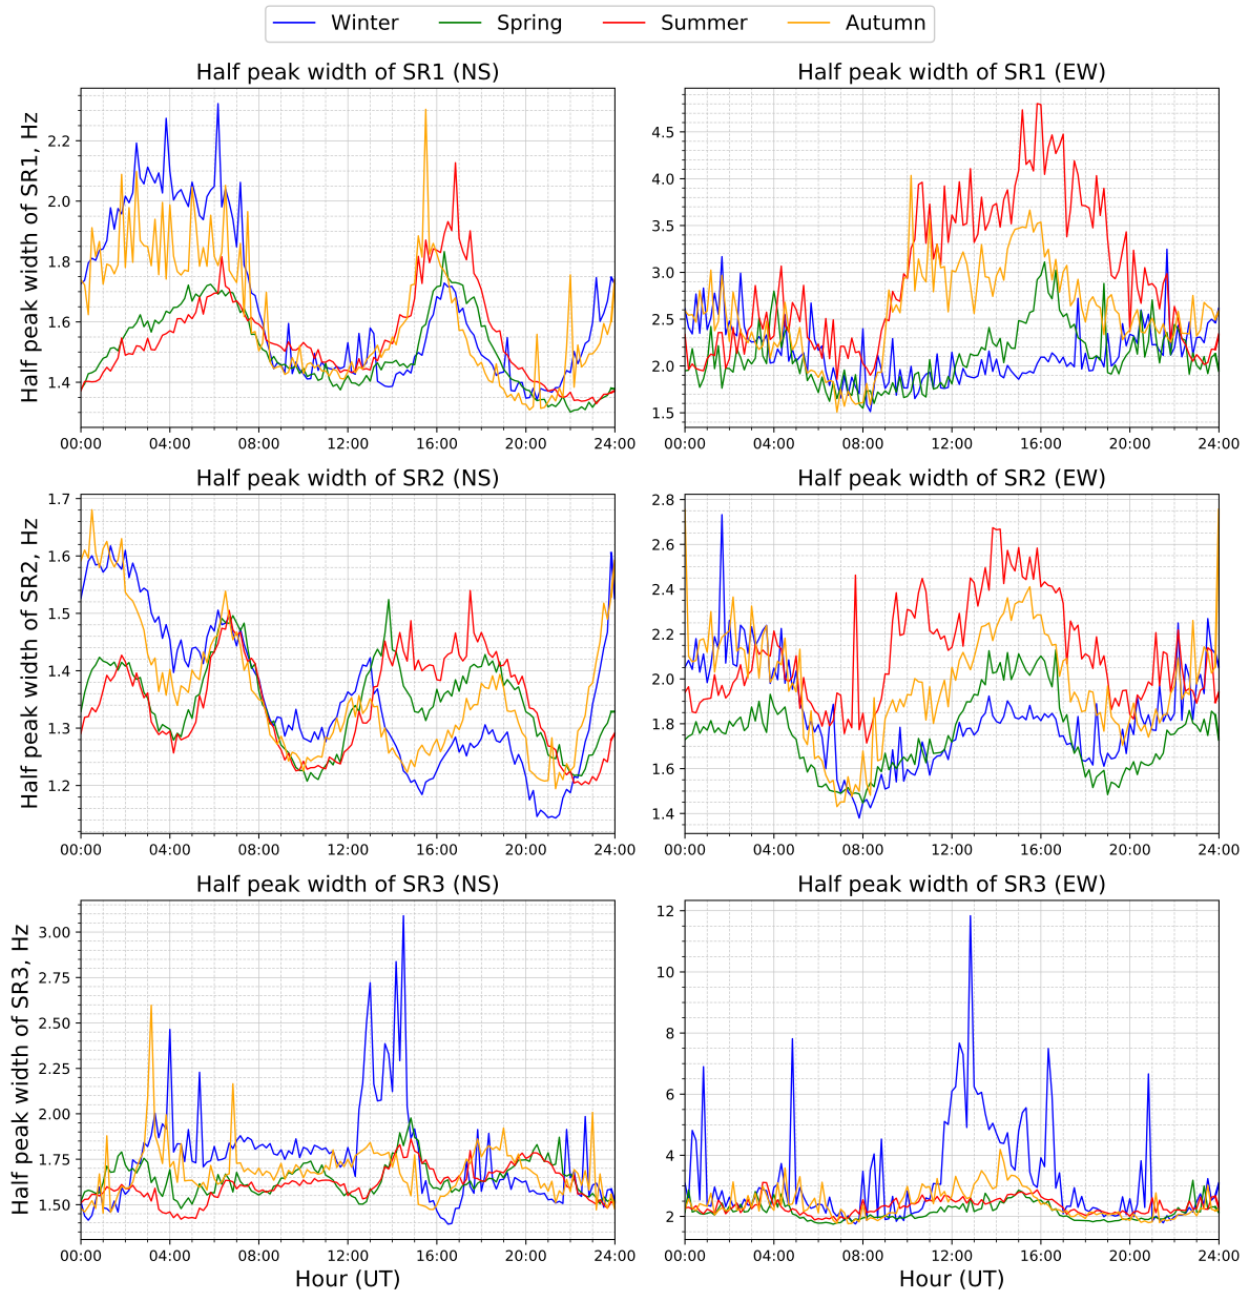 Winter Spring Summer Autumn
Half peak width of SR1 (NS)
Half peak width of SR1, Hz
2.2
2.0
1.8
1.6
1.4
00:00 04:00 08:00 12:00 16:00 20:00 24:00
Half peak width of SR1 (EW)
4.5
4.0
3.5
3.0
2.5
2.0
1.5
00:00 04:00 08:00 12:00 16:00 20:00 24:00
Half peak width of SR2 (NS)
Half peak width of SR2, Hz
1.7
1.6
1.5
1.4
1.3
1.2
00:00 04:00 08:00 12:00 16:00 20:00 24:00
Half peak width of SR2 (EW)
2.8
2.6
2.4
2.2
2.0
1.8
1.6
1.4
00:00 04:00 08:00 12:00 16:00 20:00 24:00
Half peak width of SR3 (NS)
Half peak width of SR3, Hz
3.00
2.75
2.50
2.25
2.00
1.75
1.50
00:00 04:00 08:00 12:00 16:00 20:00 24:00
Hour (UT)
Half peak width of SR3 (EW)
12
10
8
6
4
2
00:00 04:00 08:00 12:00 16:00 20:00 24:00
Hour (UT)